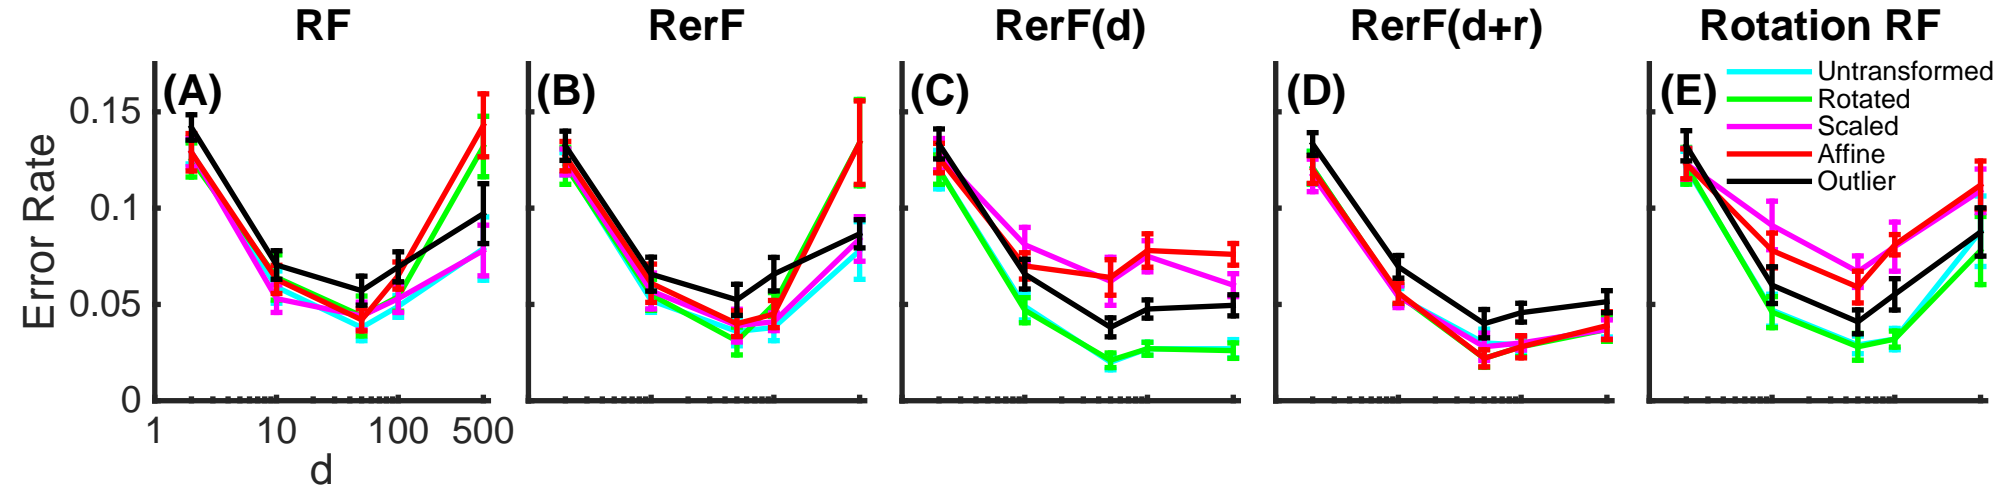 RF
RerF
RerF(d)
RerF(d+r)
Rotation RF
(A)
(B)
(C)
(D)
(E)
Untransformed
Rotated
Scaled
Affine
Outlier
Error Rate
0.15
0.1
0.05
0
1
10
100
500
d